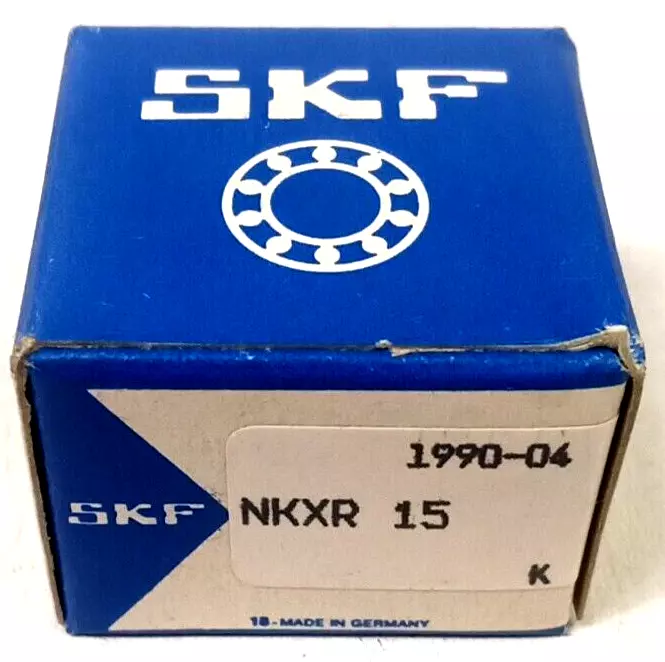 SKF
1990-04
SKF NKXR 15
K
18-MADE IN GERMANY